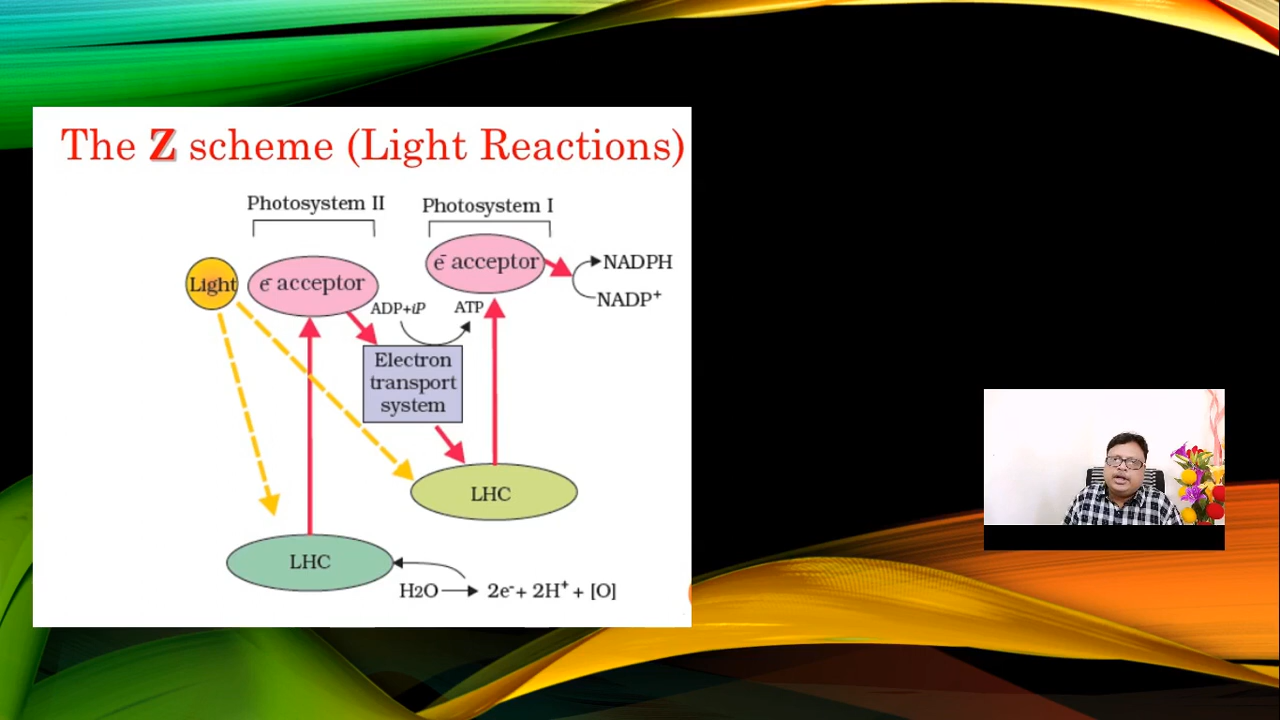 The Z scheme (Light Reactions)
Photosystem II
Photosystem I
Light
e⁻ acceptor
e⁻ acceptor
NADPH
NADP⁺
ADP+iP
ATP
Electron
transport
system
LHC
LHC
H2O → 2e⁻+ 2H⁺ + [O]